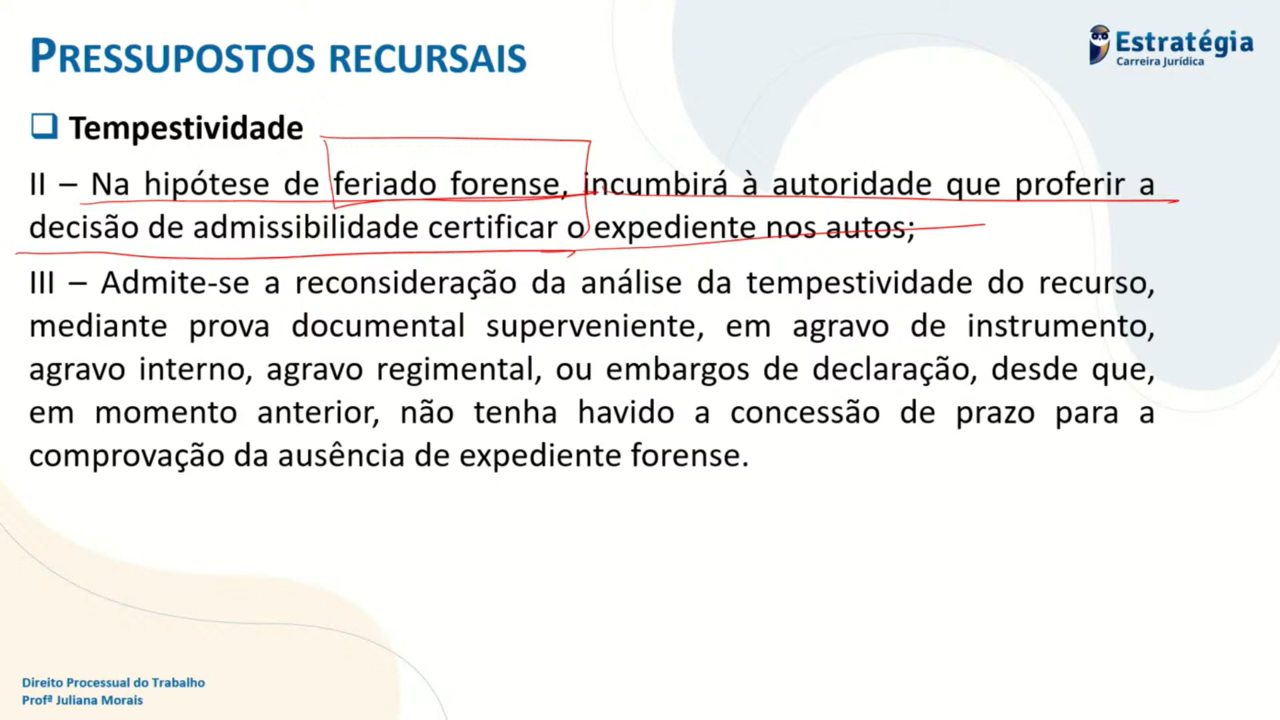 PRESSUPOSTOS RECURSAIS
Estratégia
Carreira Jurídica
Tempestividade
II – Na hipótese de feriado forense, incumbirá à autoridade que proferir a
decisão de admissibilidade certificar o expediente nos autos;
III – Admite-se a reconsideração da análise da tempestividade do recurso,
mediante prova documental superveniente, em agravo de instrumento,
agravo interno, agravo regimental, ou embargos de declaração, desde que,
em momento anterior, não tenha havido a concessão de prazo para a
comprovação da ausência de expediente forense.
Direito Processual do Trabalho
Profª Juliana Morais